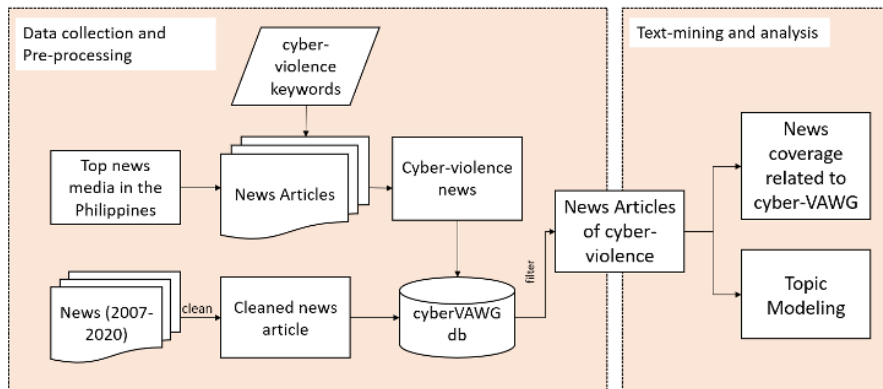 Data collection and
Pre-processing
cyber-
violence
keywords
Top news
media in the
Philippines
News Articles
Cyber-violence
news
News (2007-
2020)
clean
Cleaned news
article
cyberVAWG
db
filter
News Articles
of cyber-
violence
Text-mining and analysis
News
coverage
related to
cyber-VAWG
Topic
Modeling